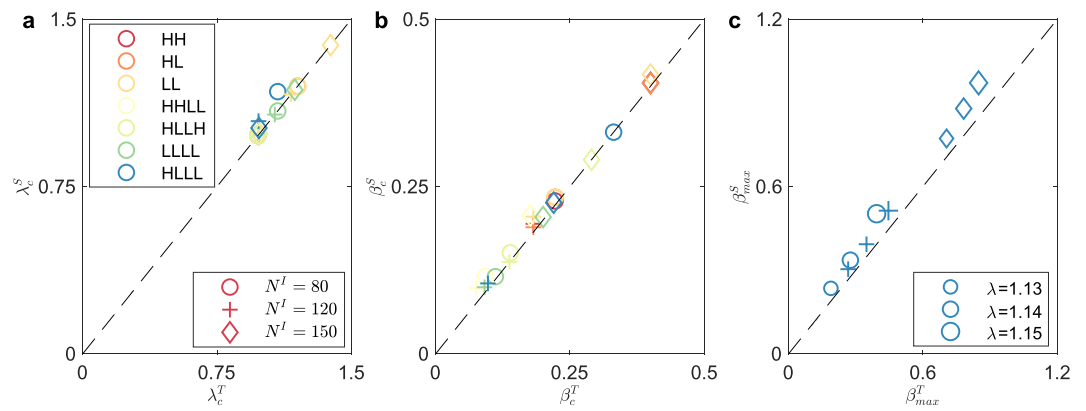 a
1.5
0.75
0
0
0.75
1.5
λ_c^S
λ_c^T
HH
HL
LL
HHLL
HLLH
LLLL
HLLL
N^I = 80
N^I = 120
N^I = 150
b
0.5
0.25
0
0
0.25
0.5
β_c^S
β_c^T
c
1.2
0.6
0
0
0.6
1.2
β_max^S
β_max^T
λ=1.13
λ=1.14
λ=1.15